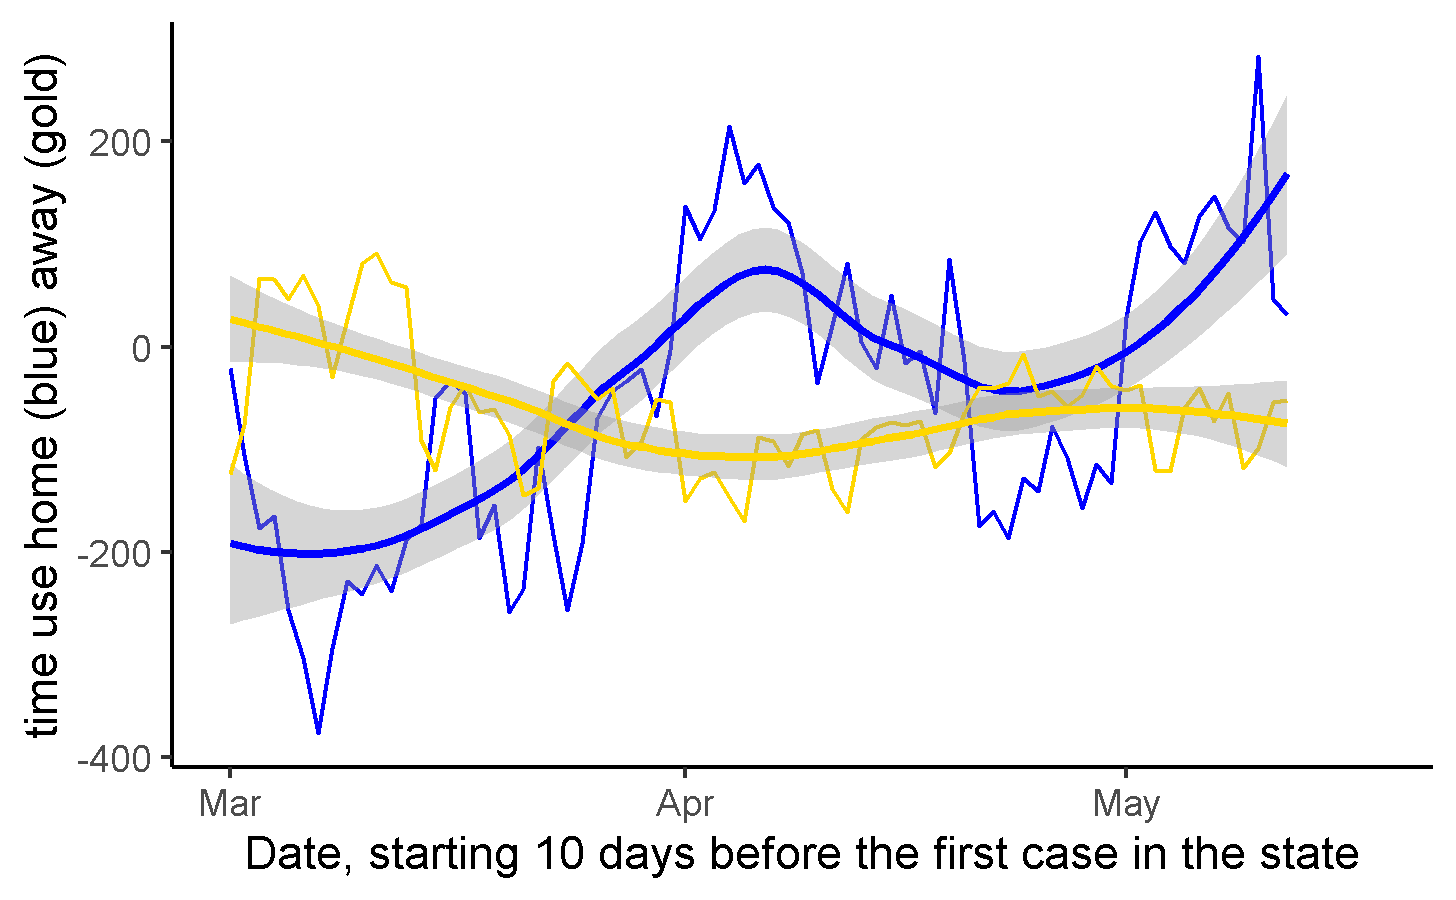 time use home (blue) away (gold)
200
0
-200
-400
Mar
Apr
May
Date, starting 10 days before the first case in the state